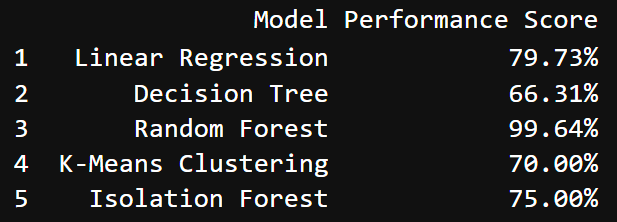 Model Performance Score
1 Linear Regression 79.73%
2 Decision Tree 66.31%
3 Random Forest 99.64%
4 K-Means Clustering 70.00%
5 Isolation Forest 75.00%